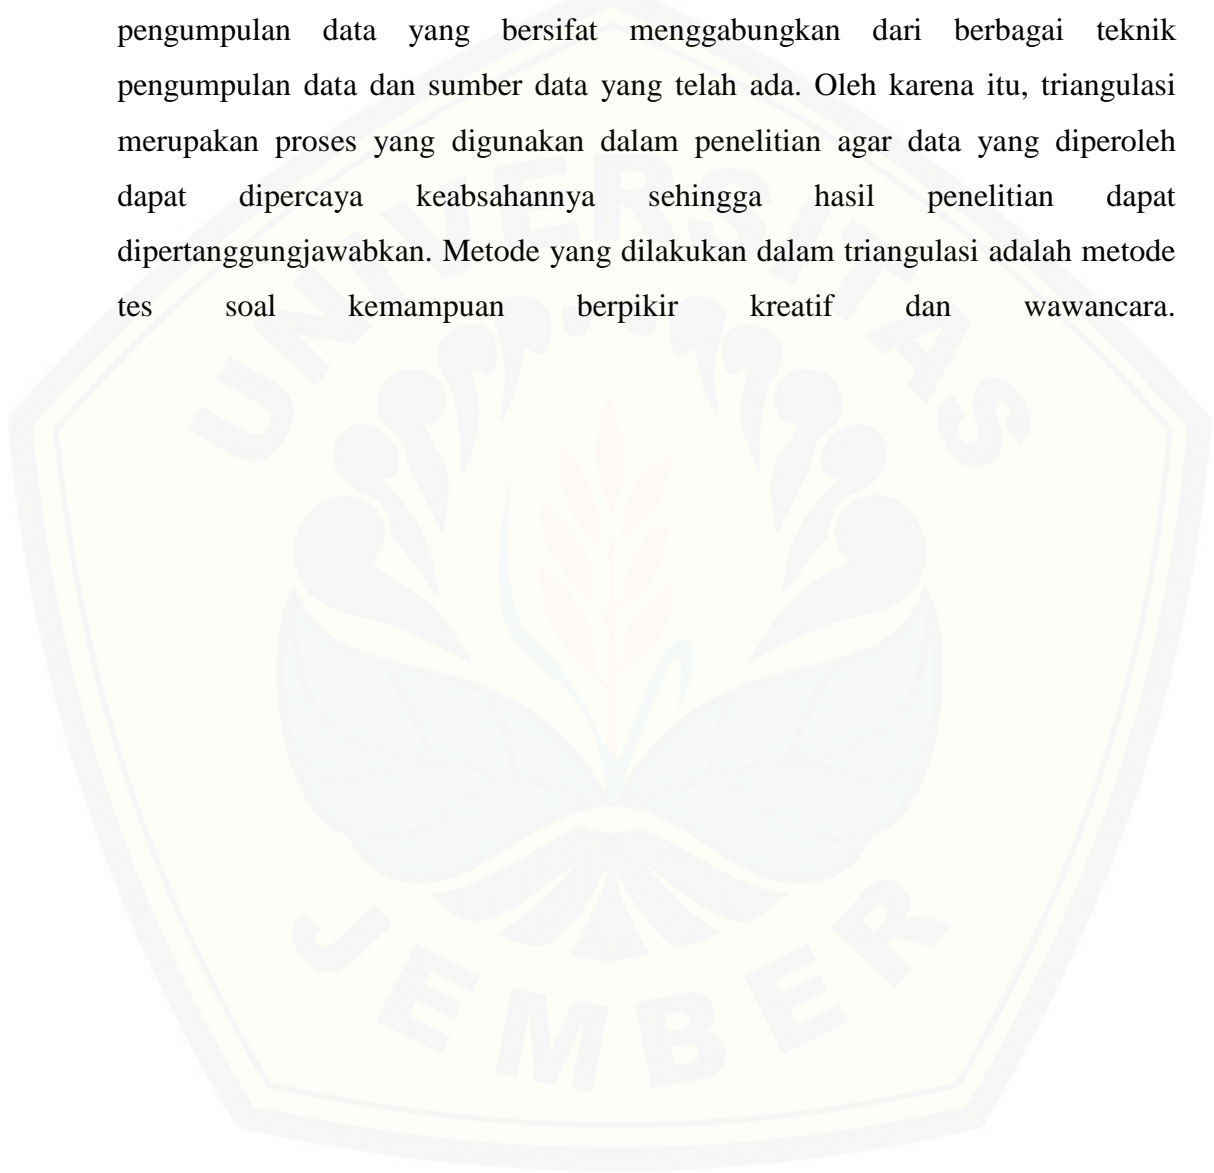 pengumpulan data yang bersifat menggabungkan dari berbagai teknik
pengumpulan data dan sumber data yang telah ada. Oleh karena itu, triangulasi
merupakan proses yang digunakan dalam penelitian agar data yang diperoleh
dapat dipercaya keabsahannya sehingga hasil penelitian dapat
dipertanggungjawabkan. Metode yang dilakukan dalam triangulasi adalah metode
tes soal kemampuan berpikir kreatif dan wawancara.
UNIVERSITAS
JEMBER